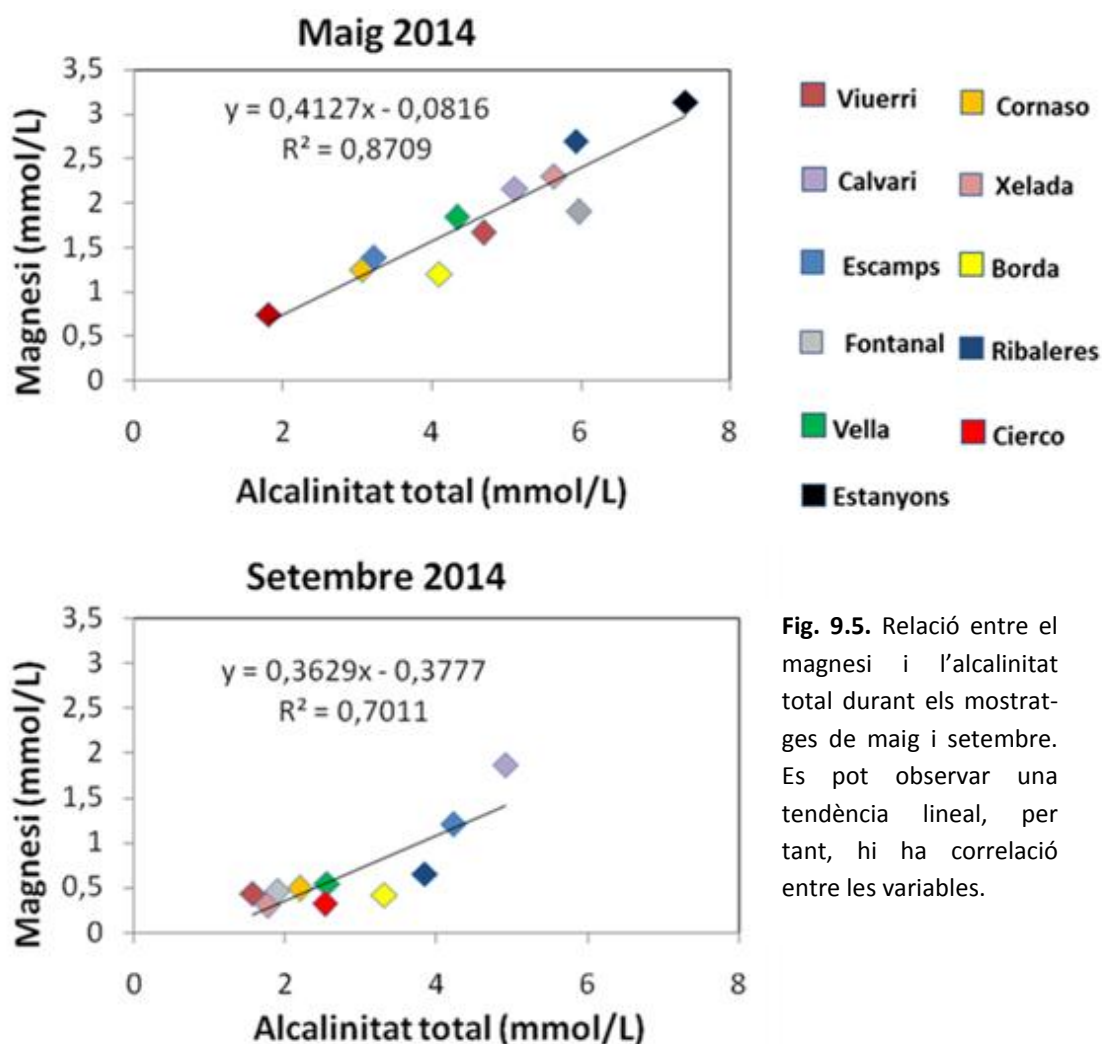 Maig 2014
3,5
3
2,5
2
1,5
1
0,5
0
y = 0,4127x - 0,0816
R² = 0,8709
Magnesi (mmol/L)
0 2 4 6 8
Alcalinitat total (mmol/L)
Viuerri Cornaso
Calvari Xelada
Escamps Borda
Fontanal Ribaleres
Vella Cierco
Estanyons
Setembre 2014
3,5
3
2,5
2
1,5
1
0,5
0
y = 0,3629x - 0,3777
R² = 0,7011
Magnesi (mmol/L)
0 2 4 6 8
Alcalinitat total (mmol/L)
Fig. 9.5. Relació entre el
magnesi i l’alcalinitat
total durant els mostrat-
ges de maig i setembre.
Es pot observar una
tendència lineal, per
tant, hi ha correlació
entre les variables.